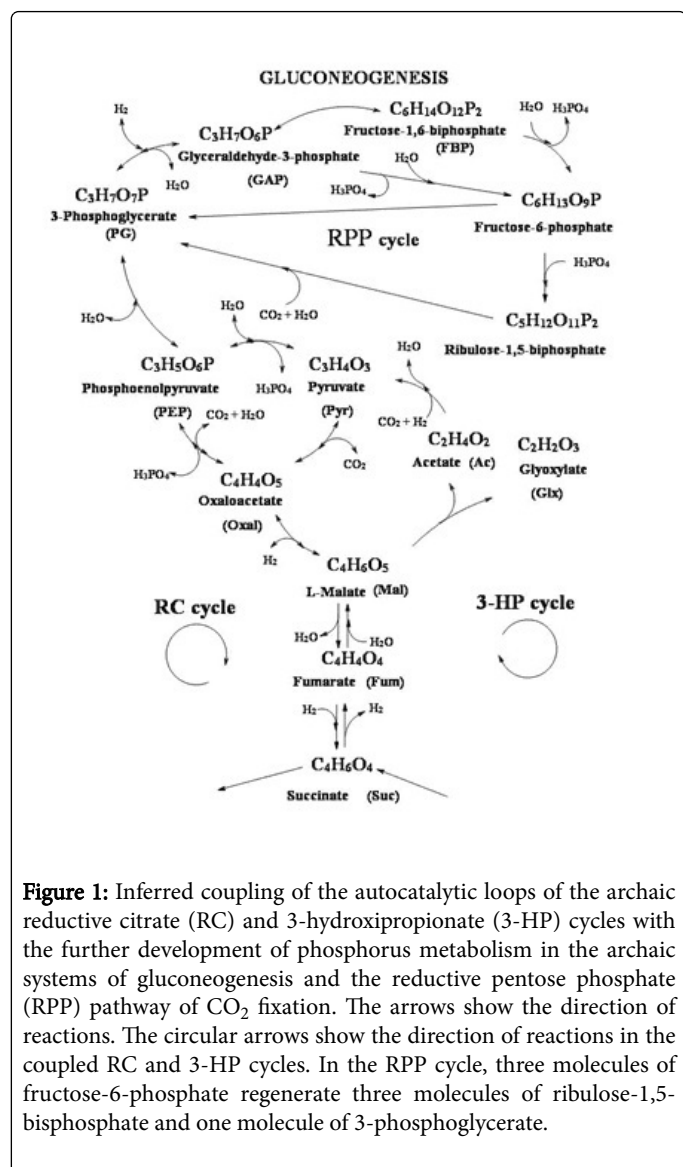 GLUCONEOGENESIS
H₂
C₃H₇O₆P
Glyceraldehyde-3-phosphate
(GAP)
C₆H₁₄O₁₂P₂
Fructose-1,6-biphosphate
(FBP)
H₂O
H₃PO₄
H₂O
H₂O
H₃PO₄
C₃H₇O₇P
3-Phosphoglycerate
(PG)
C₆H₁₃O₉P
Fructose-6-phosphate
RPP cycle
H₃PO₄
H₂O
H₂O
CO₂ + H₂O
C₅H₁₂O₁₁P₂
Ribulose-1,5-biphosphate
C₃H₅O₆P
Phosphoenolpyruvate
(PEP)
H₃PO₄
C₃H₄O₃
Pyruvate
(Pyr)
H₂O
CO₂ + H₂
C₂H₄O₂
Acetate (Ac)
C₂H₂O₃
Glyoxylate
(Glx)
CO₂ + H₂O
H₃PO₄
CO₂
C₄H₄O₅
Oxaloacetate
(Oxal)
H₂
C₄H₆O₅
L-Malate (Mal)
RC cycle
3-HP cycle
H₂O
H₂O
C₄H₄O₄
Fumarate (Fum)
H₂
H₂
C₄H₆O₄
Succinate (Suc)
Figure 1: Inferred coupling of the autocatalytic loops of the archaic
reductive citrate (RC) and 3-hydroxipropionate (3-HP) cycles with
the further development of phosphorus metabolism in the archaic
systems of gluconeogenesis and the reductive pentose phosphate
(RPP) pathway of CO₂ fixation. The arrows show the direction of
reactions. The circular arrows show the direction of reactions in the
coupled RC and 3-HP cycles. In the RPP cycle, three molecules of
fructose-6-phosphate regenerate three molecules of ribulose-1,5-
bisphosphate and one molecule of 3-phosphoglycerate.